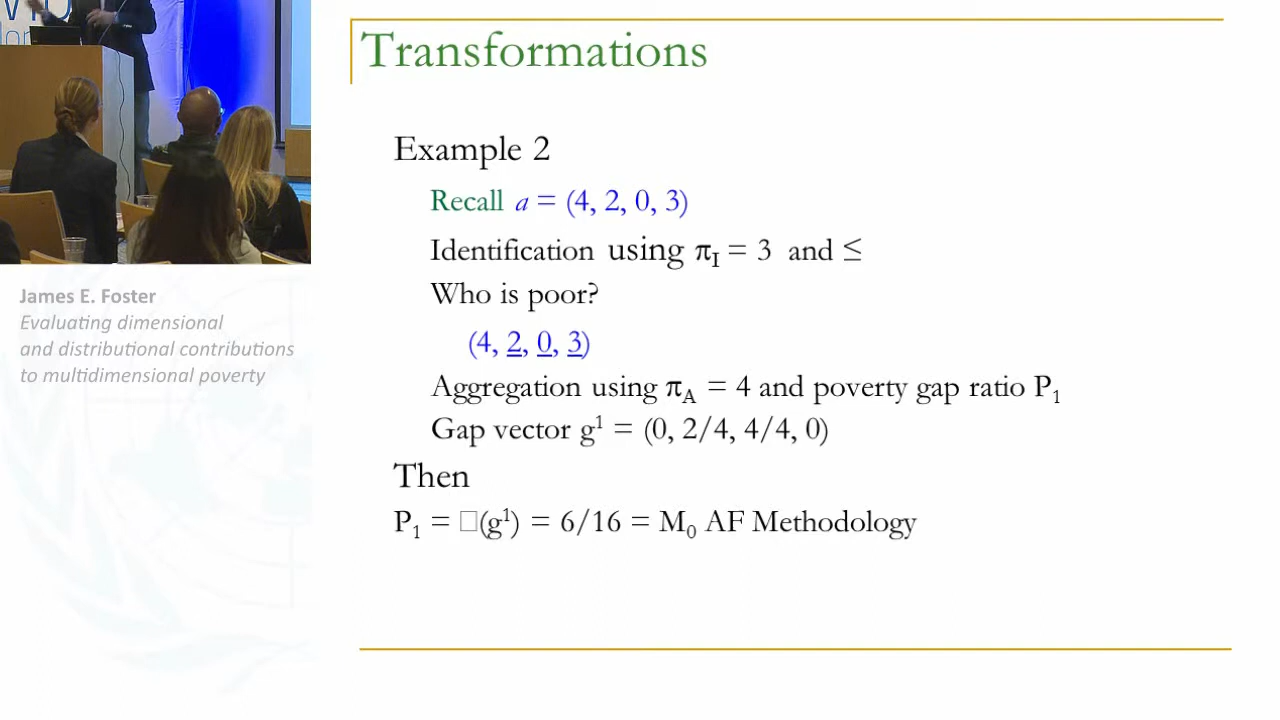 Transformations
Example 2
Recall a = (4, 2, 0, 3)
Identification using πI = 3 and ≤
Who is poor?
(4, 2, 0, 3)
Aggregation using πA = 4 and poverty gap ratio P1
Gap vector g1 = (0, 2/4, 4/4, 0)
Then
P1 = □(g1) = 6/16 = M0 AF Methodology
James E. Foster
Evaluating dimensional
and distributional contributions
to multidimensional poverty